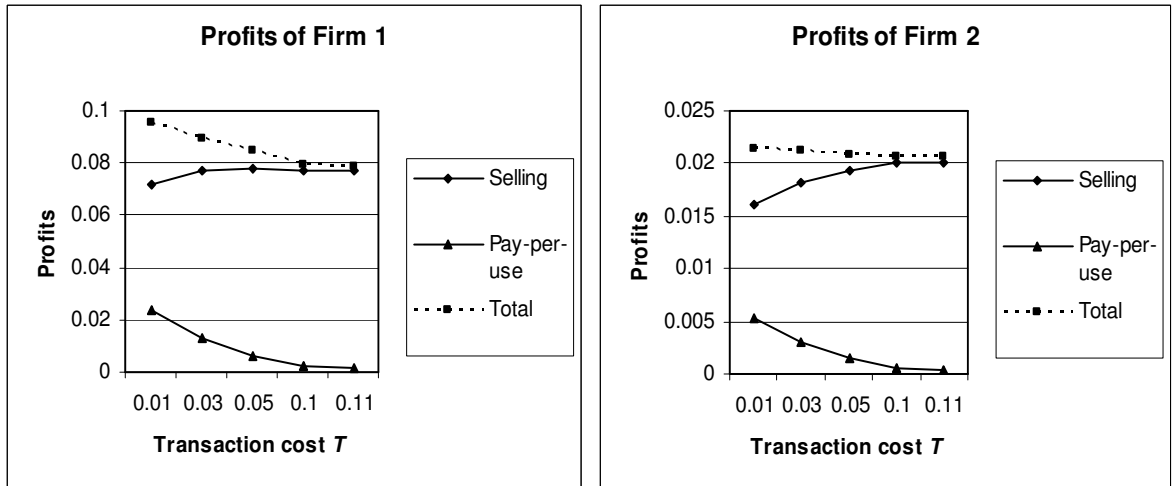 Profits of Firm 1
Profits
0.1
0.08
0.06
0.04
0.02
0
0.01 0.03 0.05 0.1 0.11
Transaction cost T
Selling
Pay-per-
use
Total
Profits of Firm 2
Profits
0.025
0.02
0.015
0.01
0.005
0
0.01 0.03 0.05 0.1 0.11
Transaction cost T
Selling
Pay-per-
use
Total